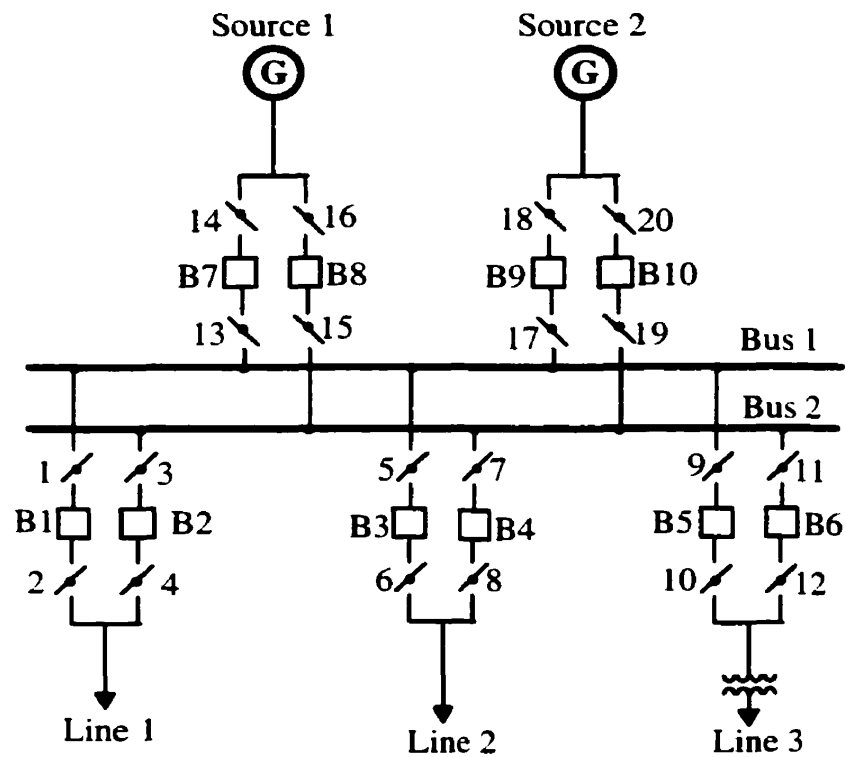 Source 1 Source 2
G G
14 16 18 20
B7 B8 B9 B10
13 15 17 19
Bus 1
Bus 2
1 3 5 7 9 11
B1 B2 B3 B4 B5 B6
2 4 6 8 10 12
Line 1 Line 2 Line 3